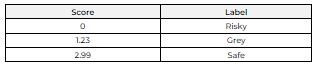 Score Label
0 Risky
1.23 Grey
2.99 Safe